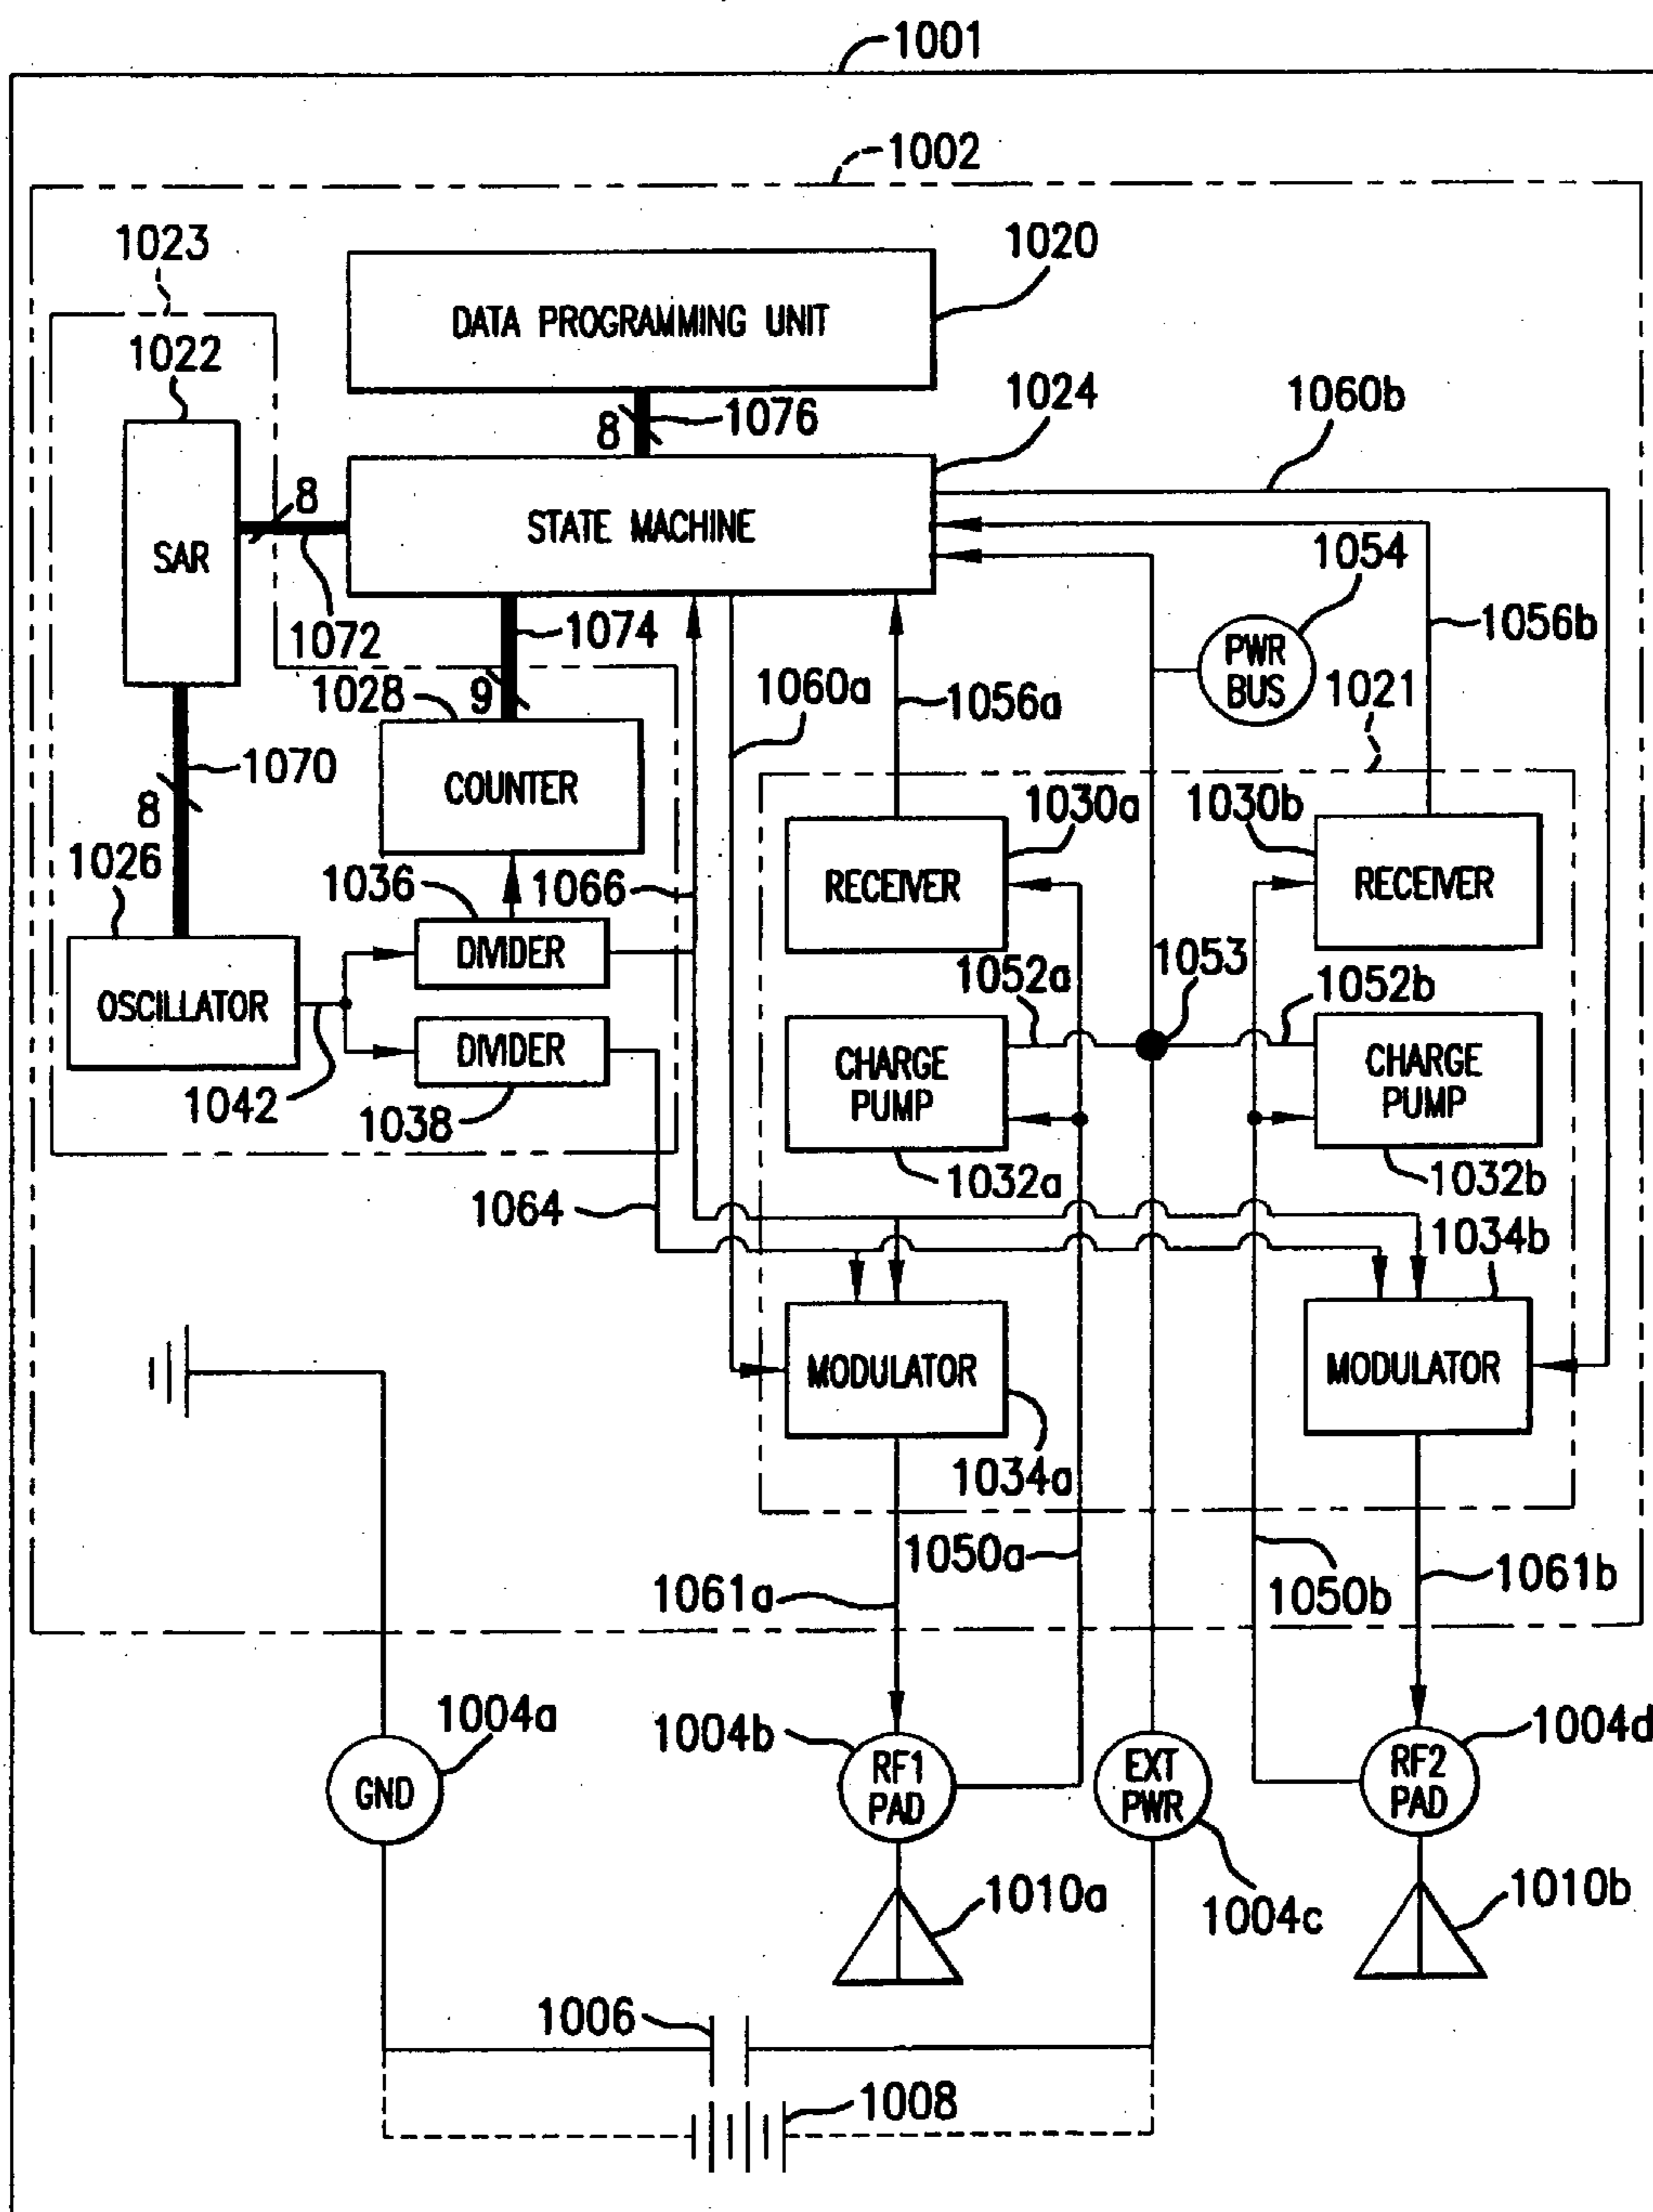 1001
1002
1023
1020
DATA PROGRAMMING UNIT
1022
1024
1060b
8
1076
8
SAR
STATE MACHINE
1054
1072
1074
1056b
PWR
BUS
1028
9
1060a
1056a
1021
1070
COUNTER
8
1030a
1030b
1026
1036
1066
RECEIVER
RECEIVER
DIVIDER
1052a
1053
1052b
OSCILLATOR
DIVIDER
CHARGE
PUMP
CHARGE
PUMP
1042
1038
1032a
1032b
1064
1034b
MODULATOR
MODULATOR
1034a
1050a
1061a
1050b
1061b
1004a
1004b
1004d
GND
RF1
PAD
EXT
PWR
RF2
PAD
1010a
1004c
1010b
1006
1008